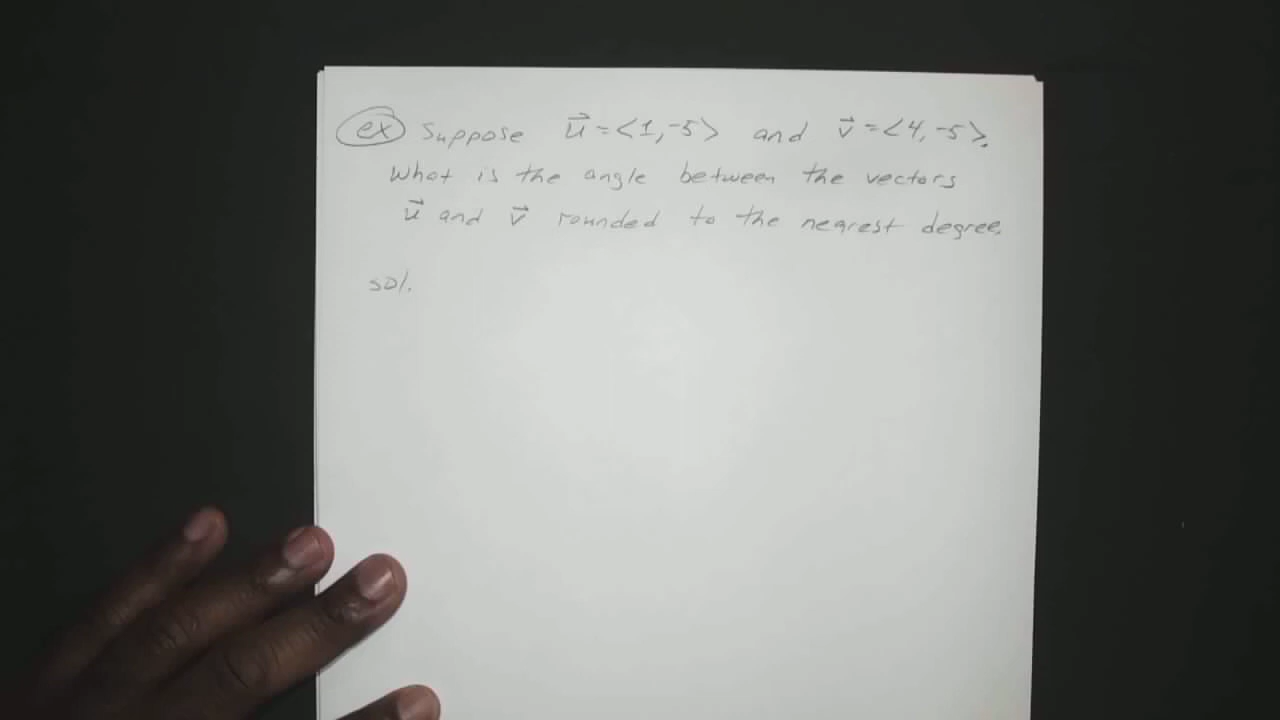 ex Suppose u⃗ = <1, -5> and v⃗ = <4, -5>.
What is the angle between the vectors
u⃗ and v⃗ rounded to the nearest degree.
sol.